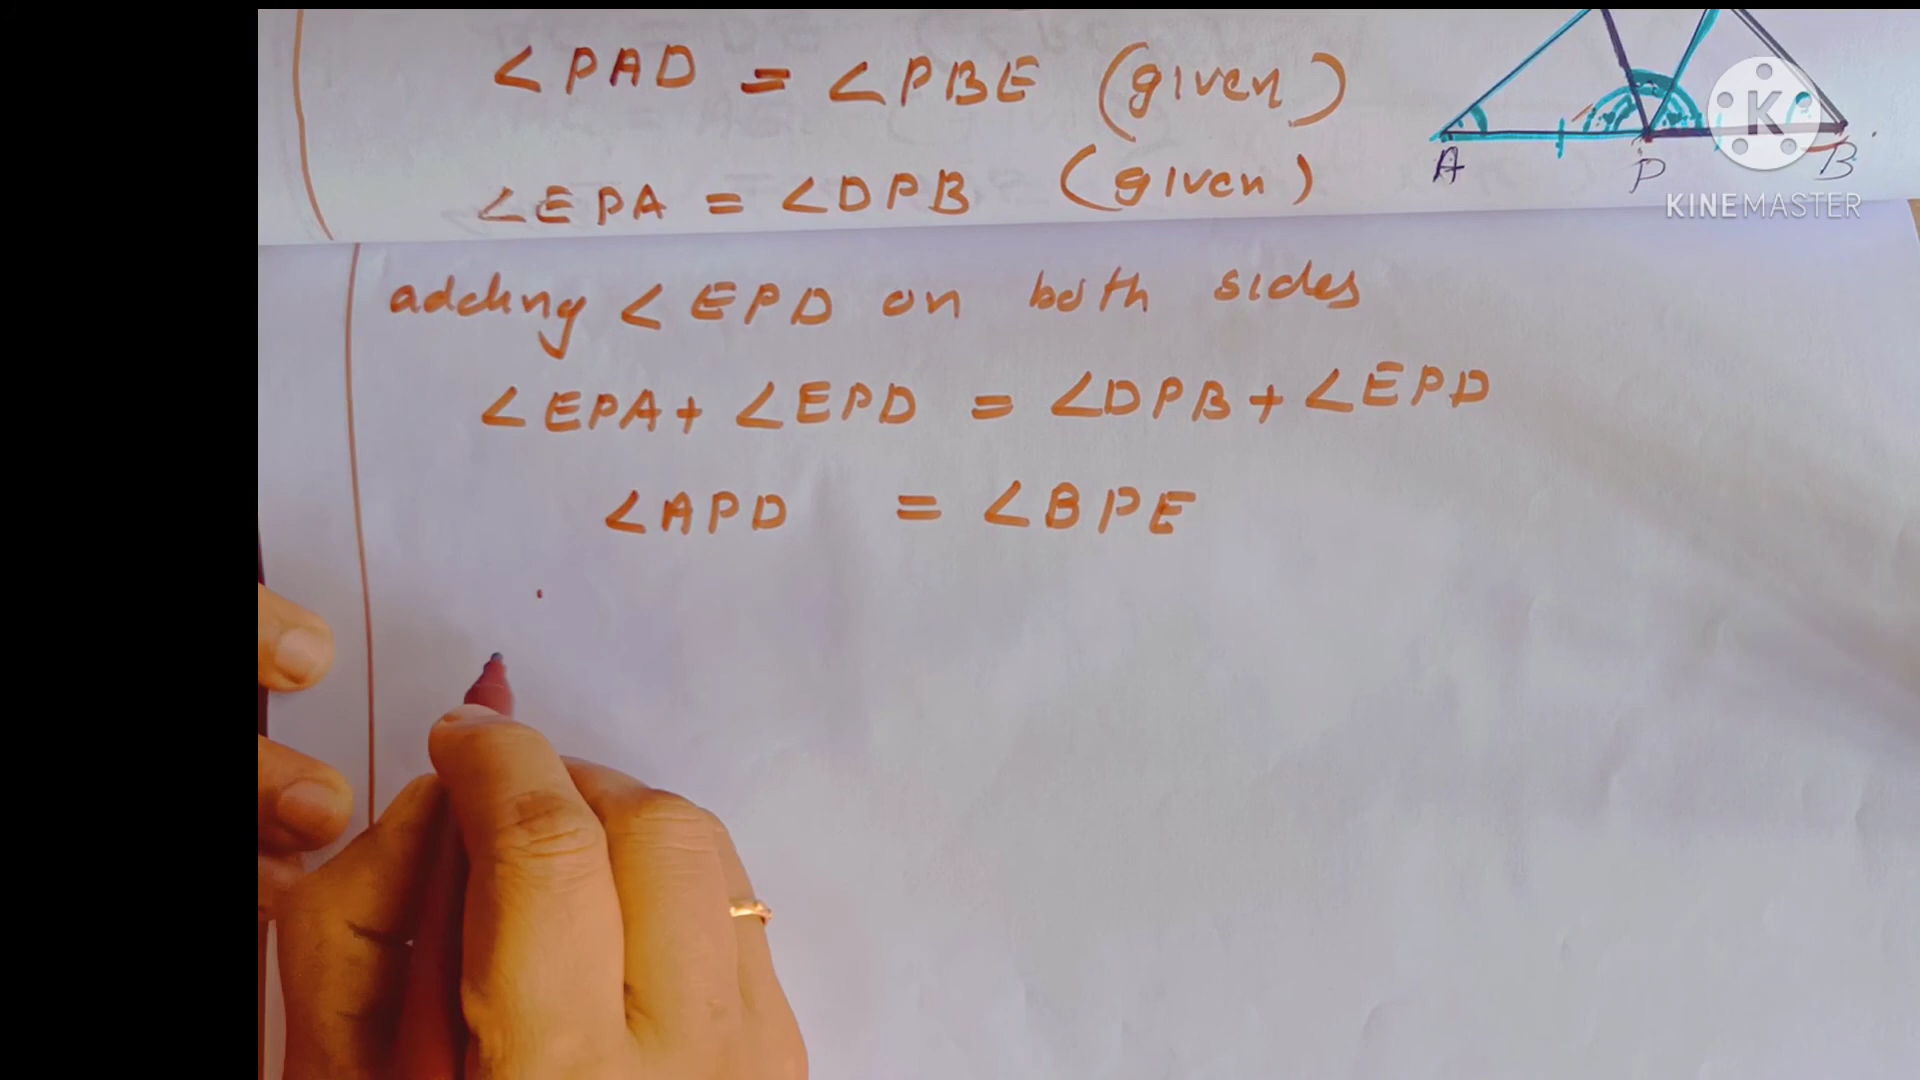 ∠PAD = ∠PBE (given)
∠EPA = ∠DPB (given)
A P B
K
KINEMASTER
adding ∠EPD on both sides
∠EPA + ∠EPD = ∠DPB + ∠EPD
∠APD = ∠BPE